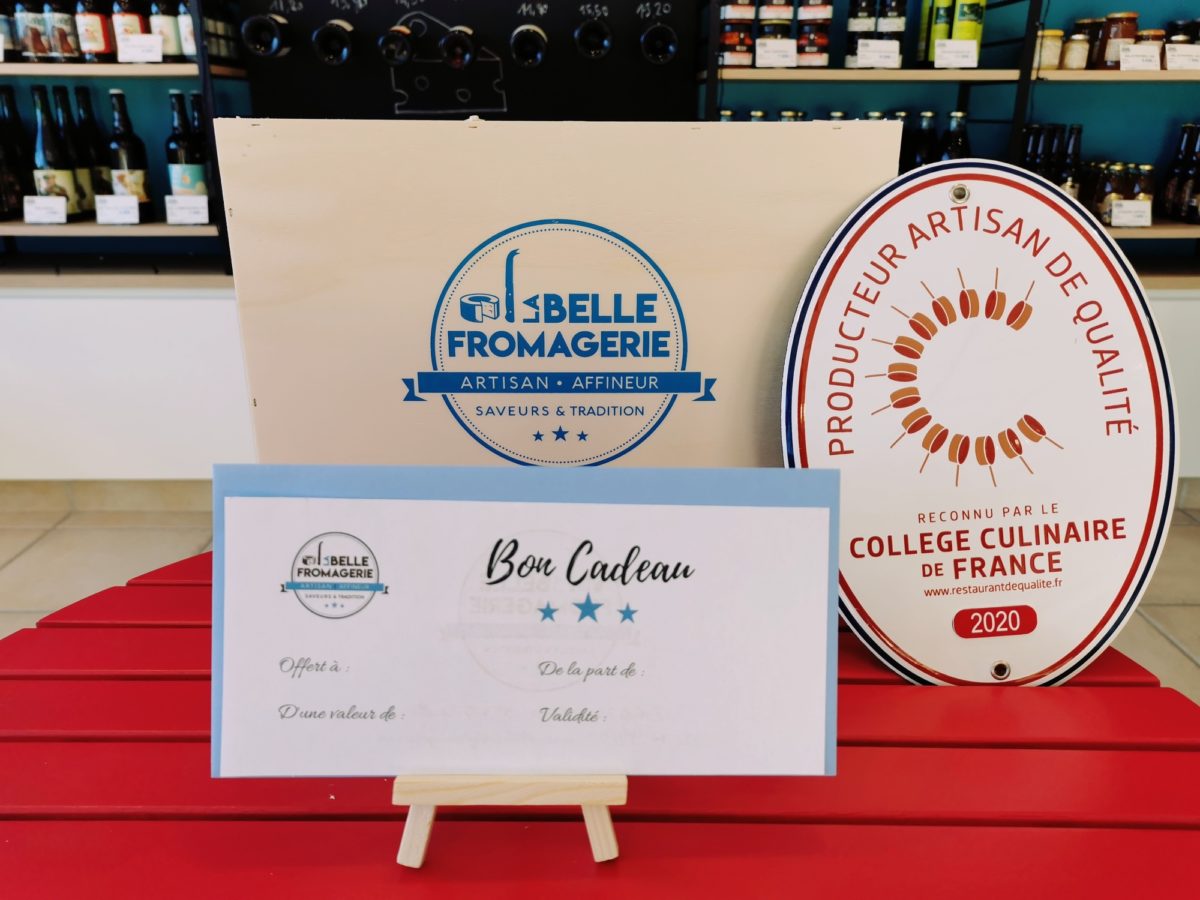 LA BELLE
FROMAGERIE
ARTISAN • AFFINEUR
SAVEURS & TRADITION
PRODUCTEUR ARTISAN DE QUALITÉ
RECONNU PAR LE
COLLEGE CULINAIRE
DE FRANCE
www.restaurantdequalite.fr
2020
LA BELLE
FROMAGERIE
ARTISAN • AFFINEUR
SAVEURS & TRADITION
Bon Cadeau
Offert à :
De la part de :
D'une valeur de :
Validité :